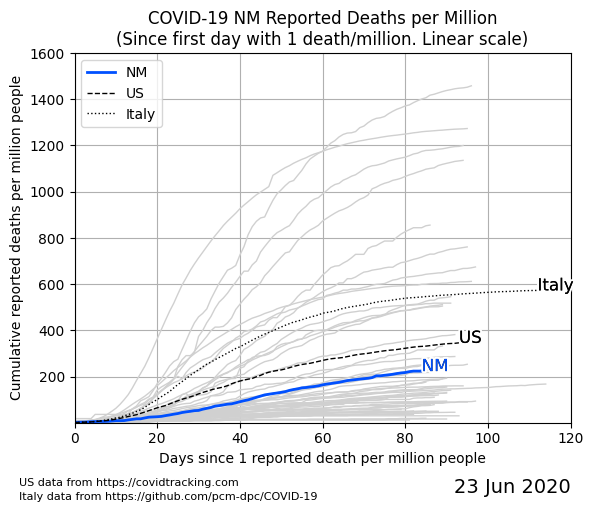 COVID-19 NM Reported Deaths per Million
(Since first day with 1 death/million. Linear scale)
Cumulative reported deaths per million people
1600
1400
1200
1000
800
600
400
200
NM
US
Italy
Italy
US
NM
0 20 40 60 80 100 120
Days since 1 reported death per million people
US data from https://covidtracking.com
Italy data from https://github.com/pcm-dpc/COVID-19
23 Jun 2020